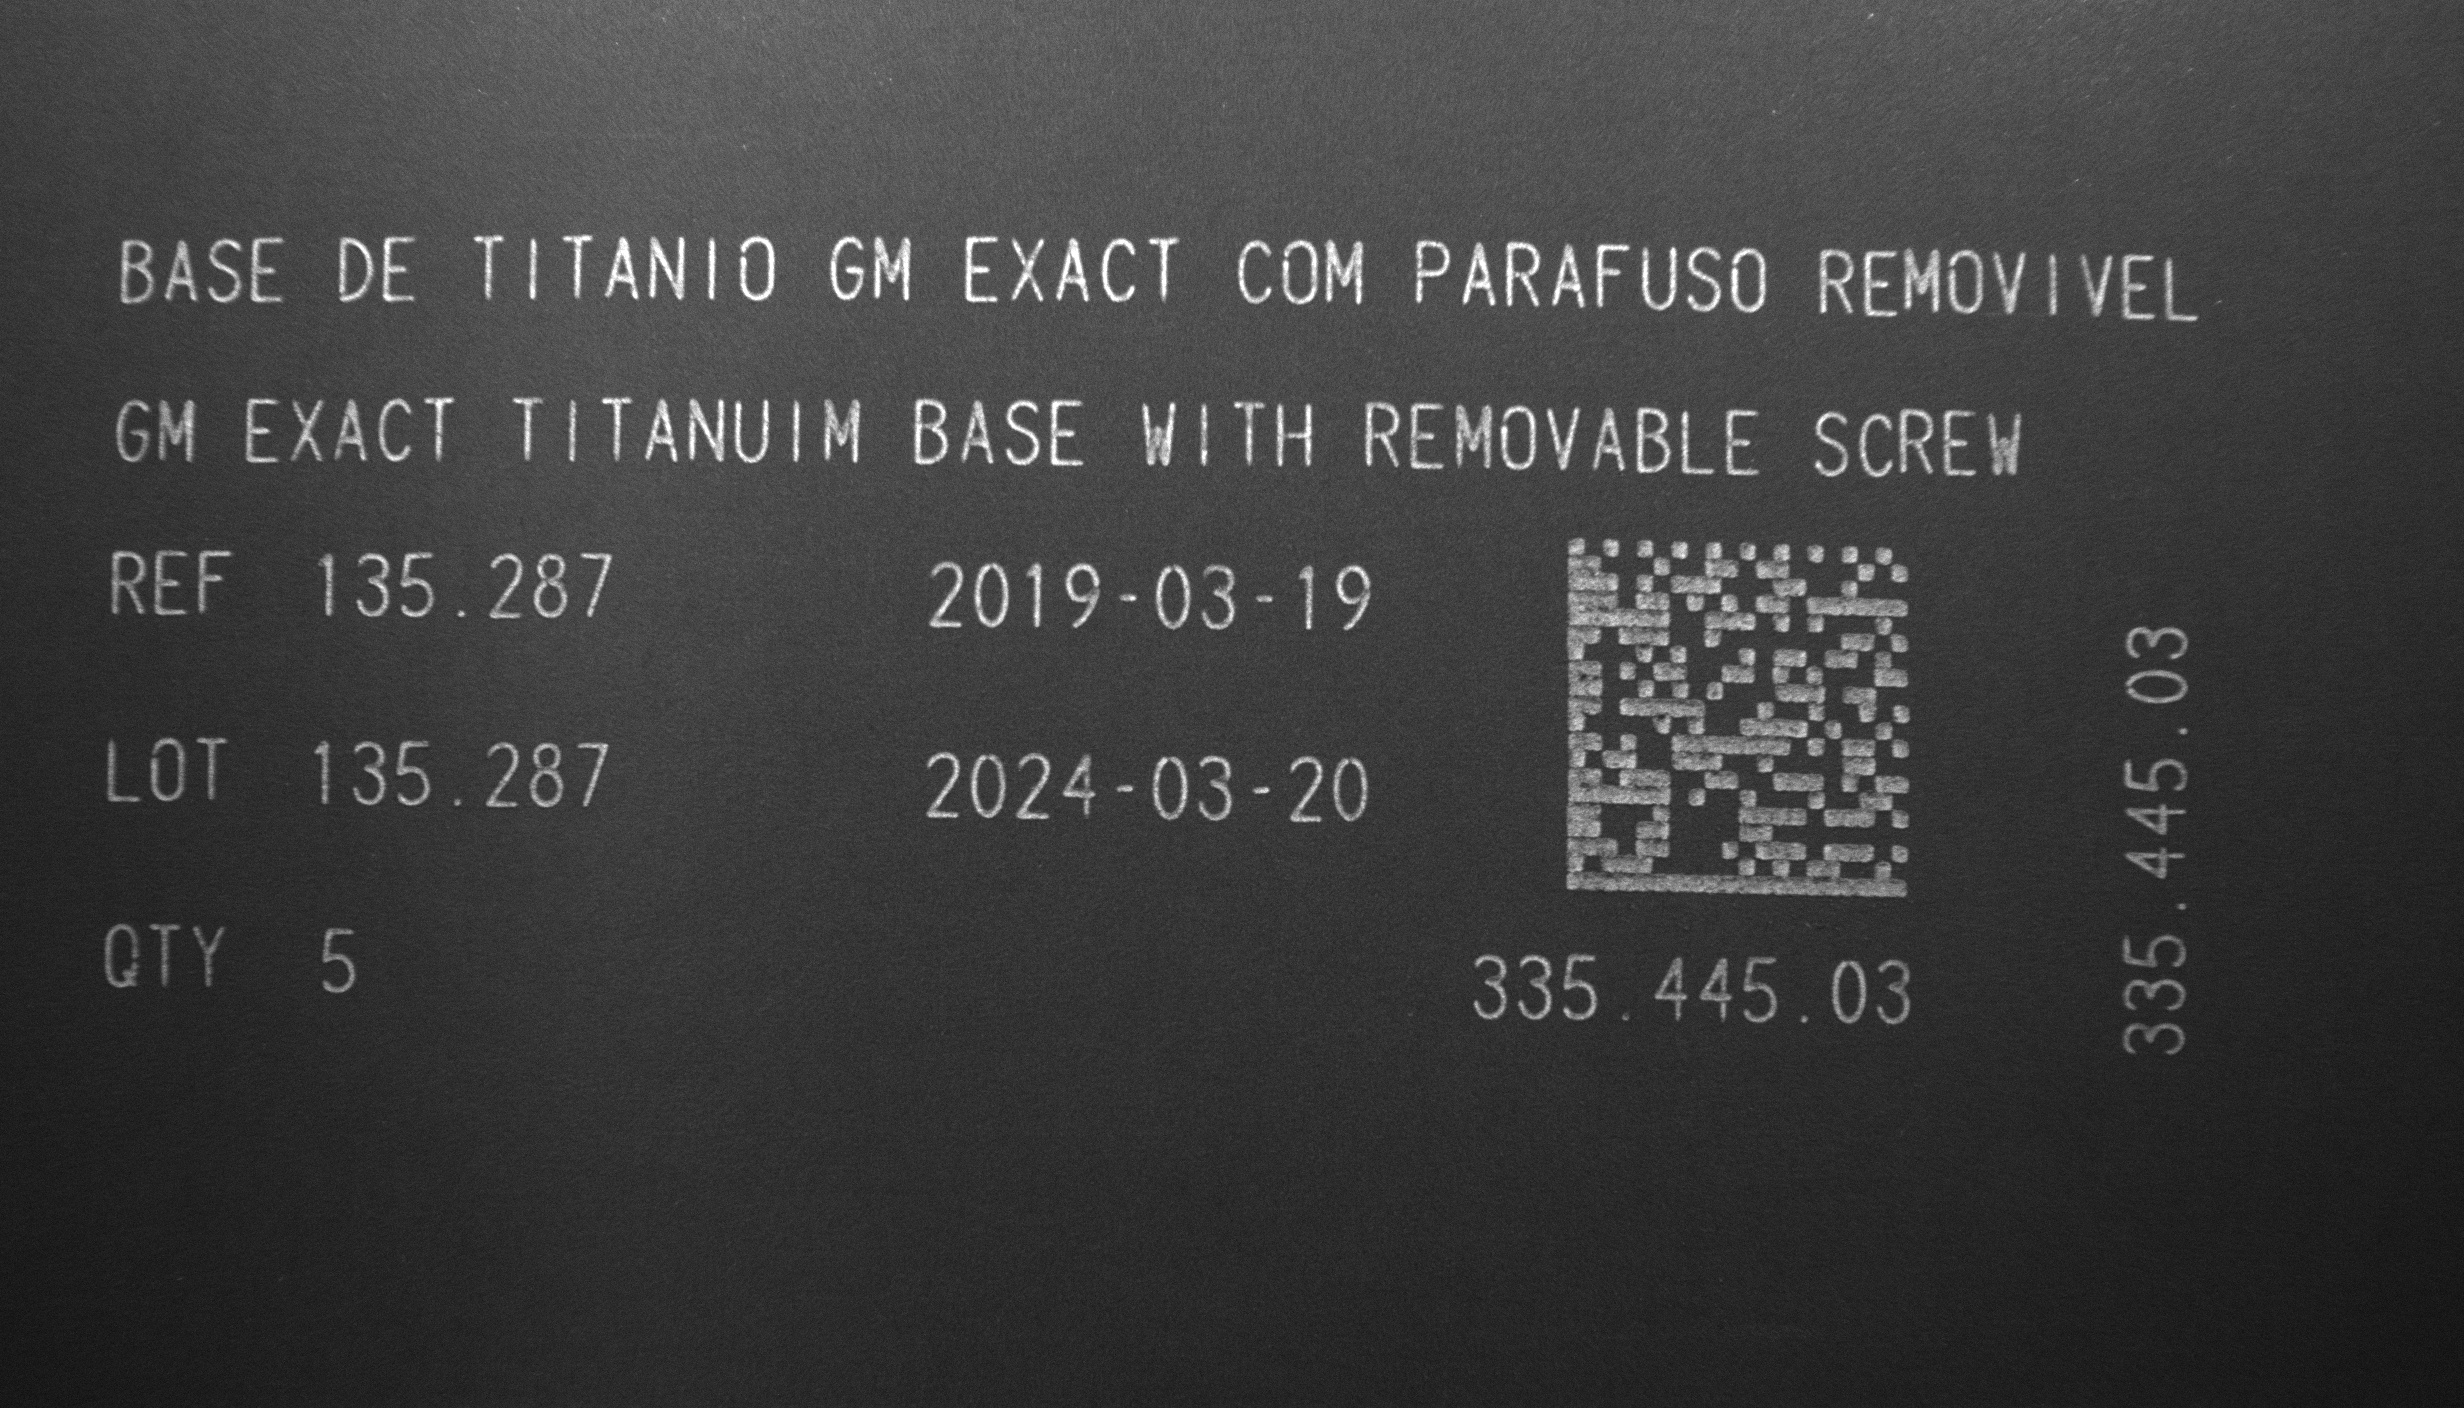 BASE DE TITANIO GM EXACT COM PARAFUSO REMOVIVEL
GM EXACT TITANUIM BASE WITH REMOVABLE SCREW
REF 135.287 2019-03-19
LOT 135.287 2024-03-20
QTY 5
335.445.03
335.445.03